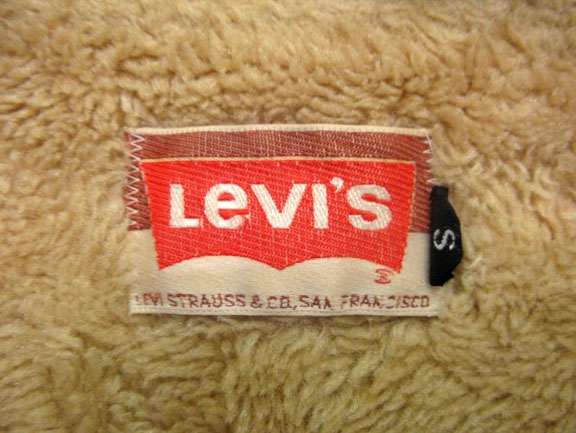 Levi's
S
LEVI STRAUSS & CO. SAN FRANCISCO